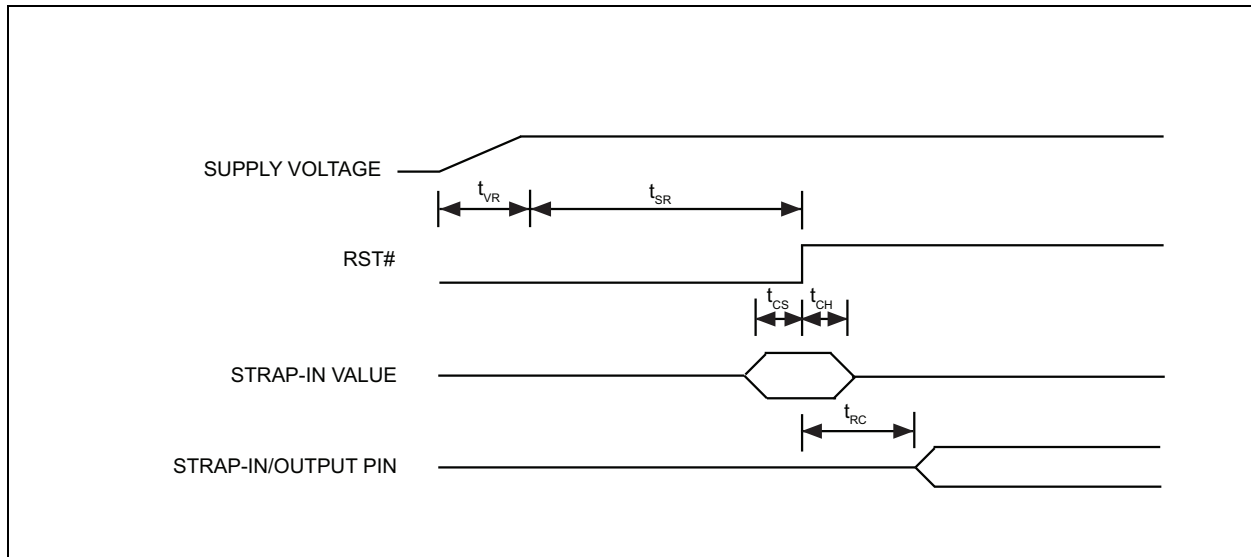 SUPPLY VOLTAGE
tVR
tSR
RST#
tCS
tCH
STRAP-IN VALUE
tRC
STRAP-IN/OUTPUT PIN